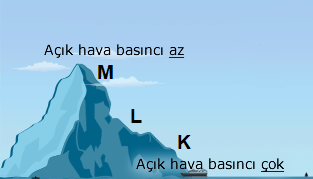 Açık hava basıncı az
M
L
K
Açık hava basıncı çok